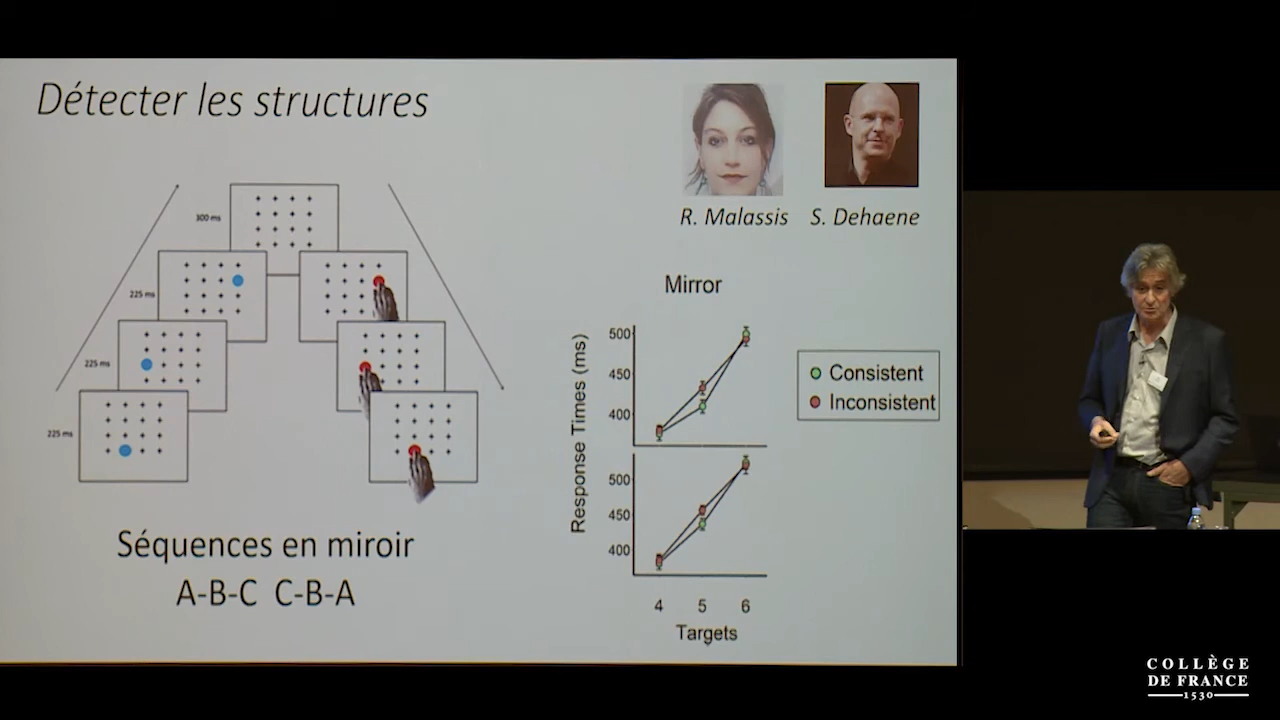 Détecter les structures
R. Malassis
S. Dehaene
300 ms
225 ms
225 ms
225 ms
Séquences en miroir
A-B-C C-B-A
Mirror
Response Times (ms)
500
450
400
500
450
400
4 5 6
Targets
Consistent
Inconsistent
COLLÈGE
DE FRANCE
1530